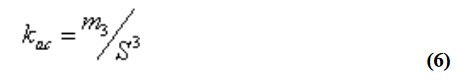 k_ac = m_3/S^3 (6)